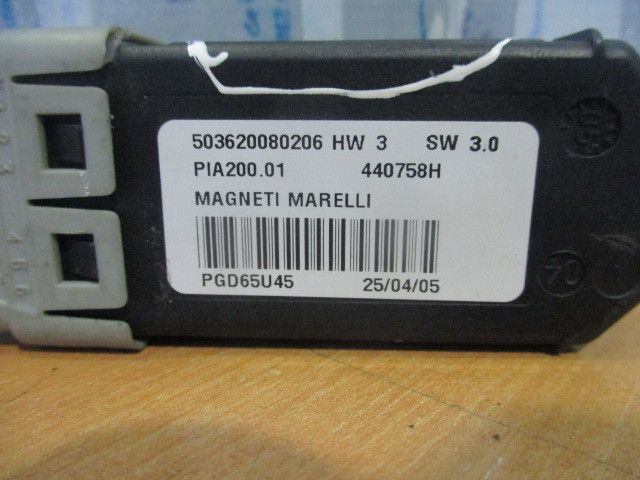 503620080206 HW 3 SW 3.0
PIA200.01 440758H
MAGNETI MARELLI
PGD65U45 25/04/05